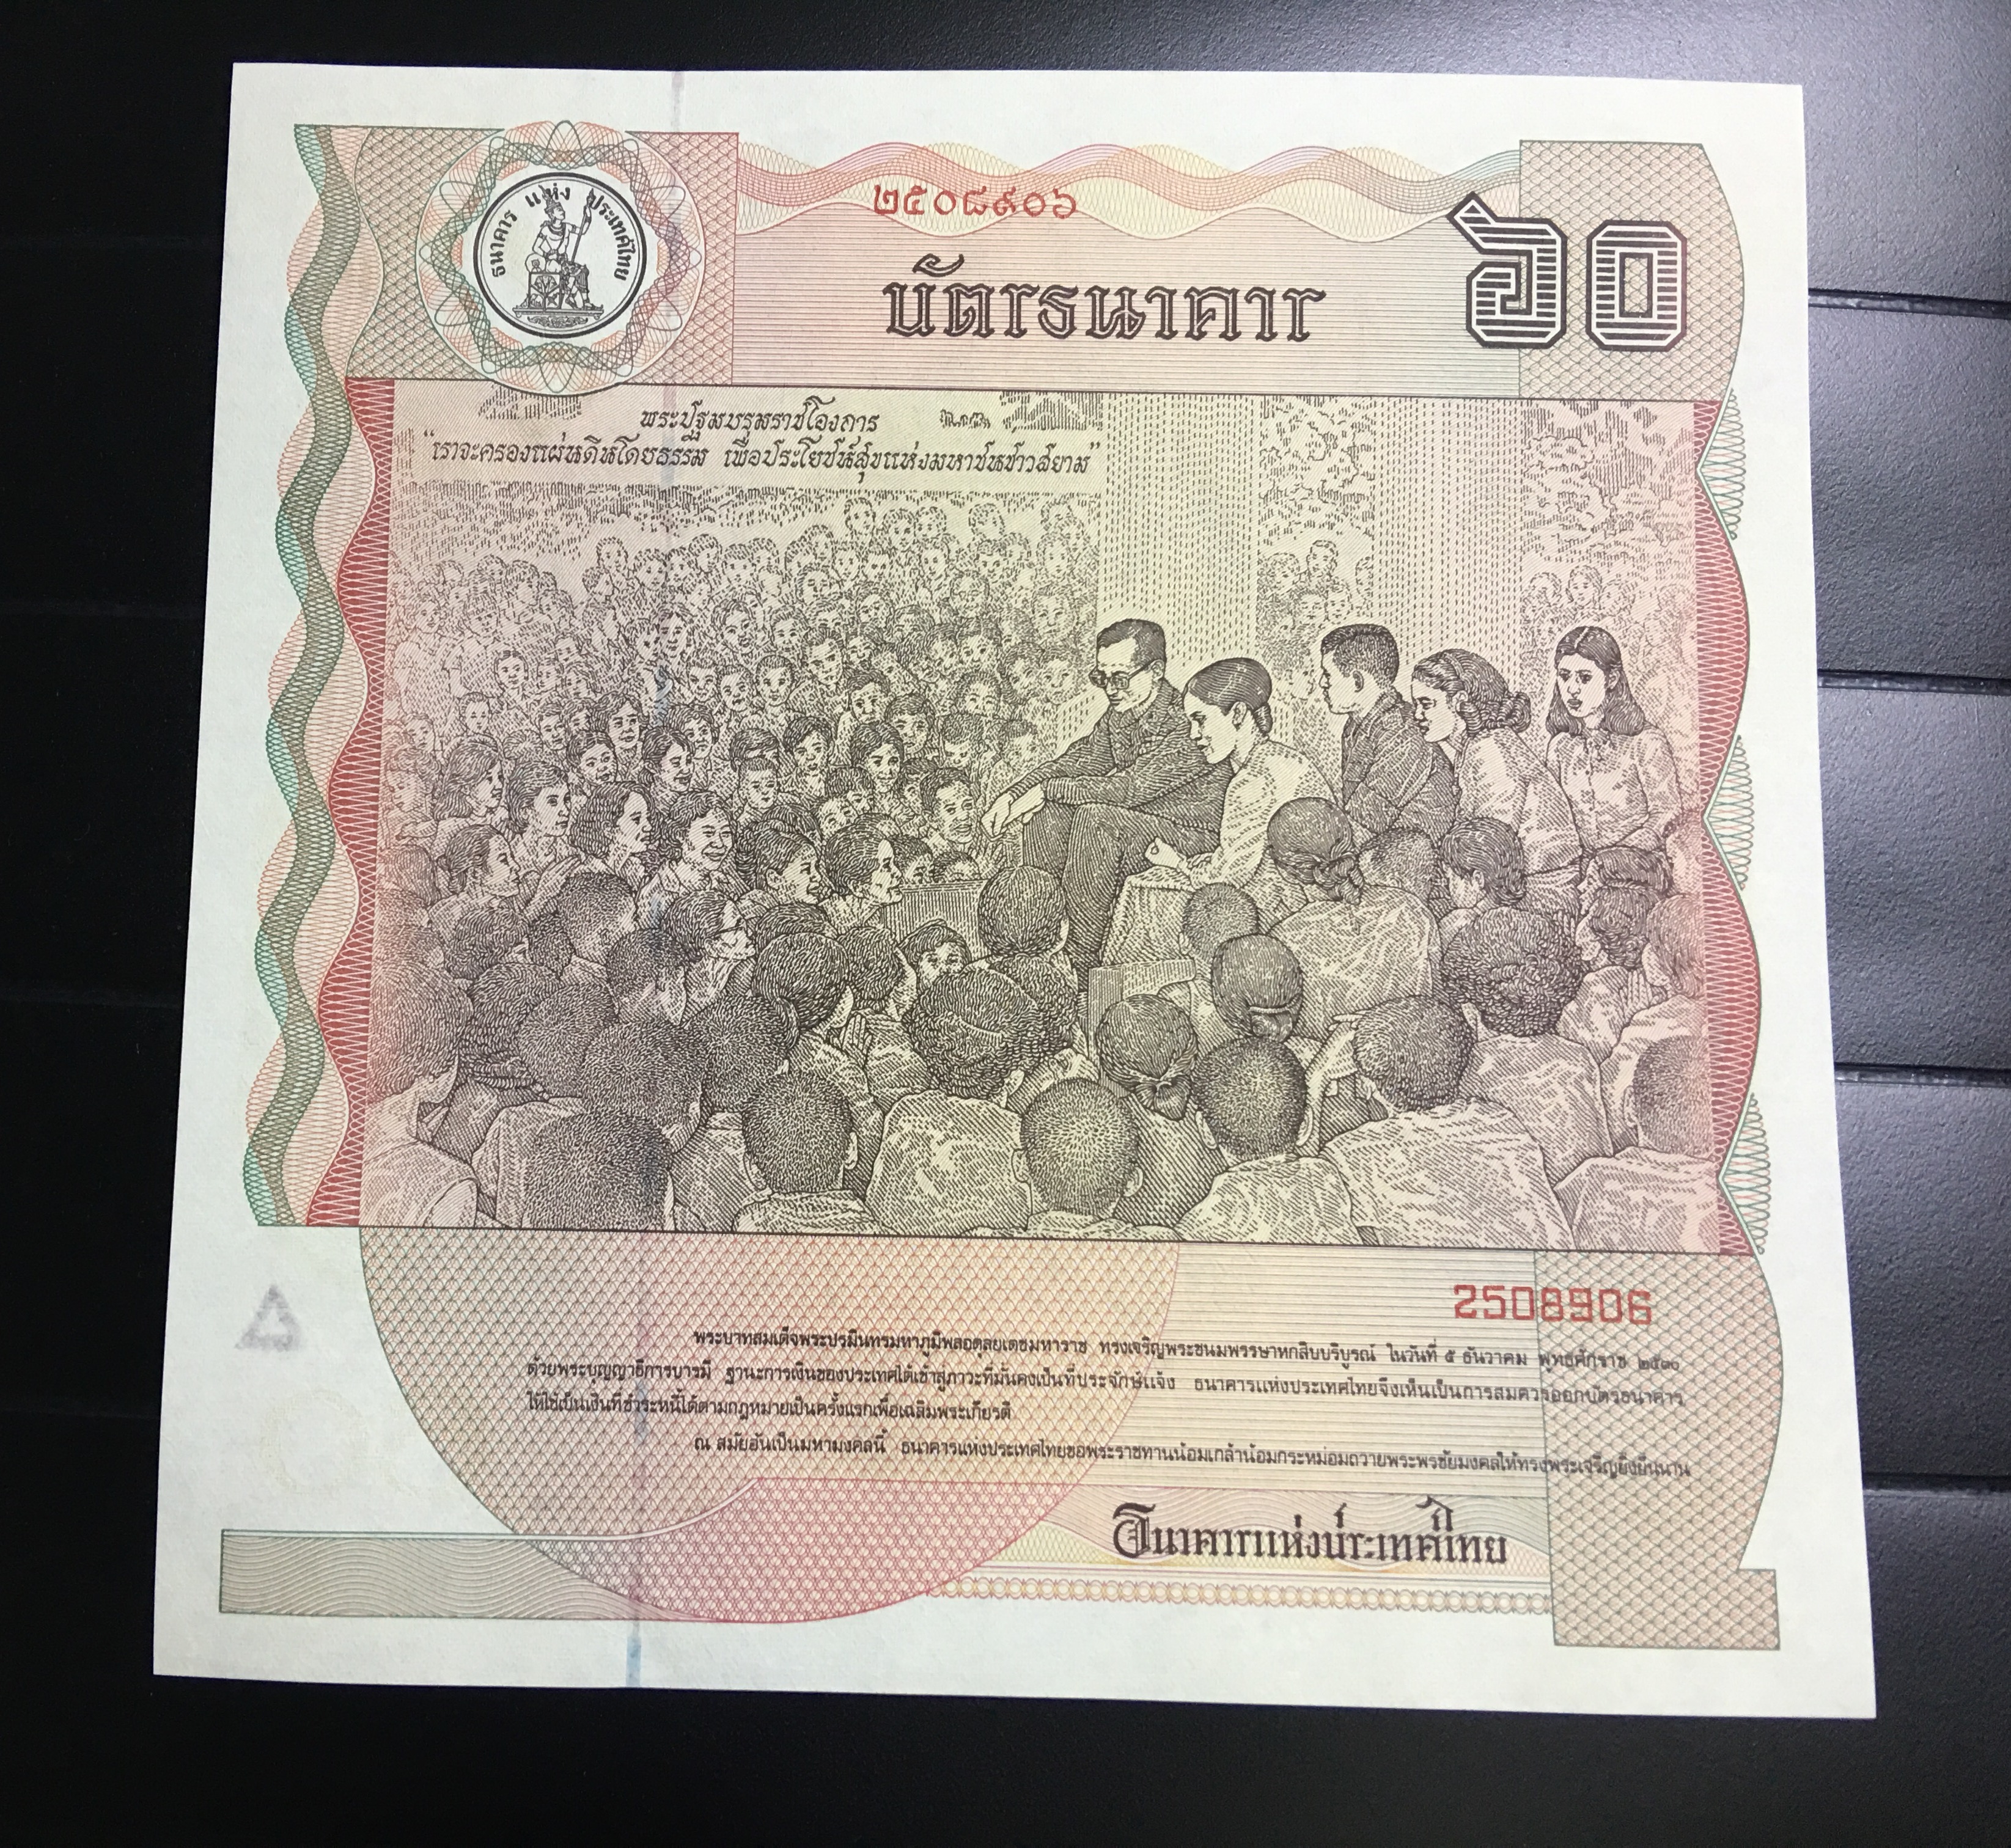 ธนาคาร แห่ง ประเทศไทย
๒๕๐๘๙๐๖
บัตรธนาคาร
๖๐
พระปฐมบรมราชโองการ
“เราจะครองแผ่นดินโดยธรรม เพื่อประโยชน์สุขแห่งมหาชนชาวสยาม”
2508906
พระบาทสมเด็จพระปรมินทรมหาภูมิพลอดุลยเดชมหาราช ทรงเจริญพระชนมพรรษาหกสิบบริบูรณ์ ในวันที่ ๕ ธันวาคม พุทธศักราช ๒๕๓๐
ด้วยพระบุญญาธิการบารมี ฐานะการเงินของประเทศได้เข้าสู่ภาวะที่มั่นคงเป็นที่ประจักษ์แจ้ง ธนาคารแห่งประเทศไทยจึงเห็นเป็นการสมควรออกบัตรธนาคาร
ให้ใช้เป็นเงินที่ชำระหนี้ได้ตามกฎหมายเป็นครั้งแรกเพื่อเฉลิมพระเกียรติ
ณ สมัยอันเป็นมหามงคลนี้ ธนาคารแห่งประเทศไทยขอพระราชทานน้อมเกล้าน้อมกระหม่อมถวายพระพรชัยมงคลให้ทรงพระเจริญยิ่งยืนนาน
ธนาคารแห่งประเทศไทย